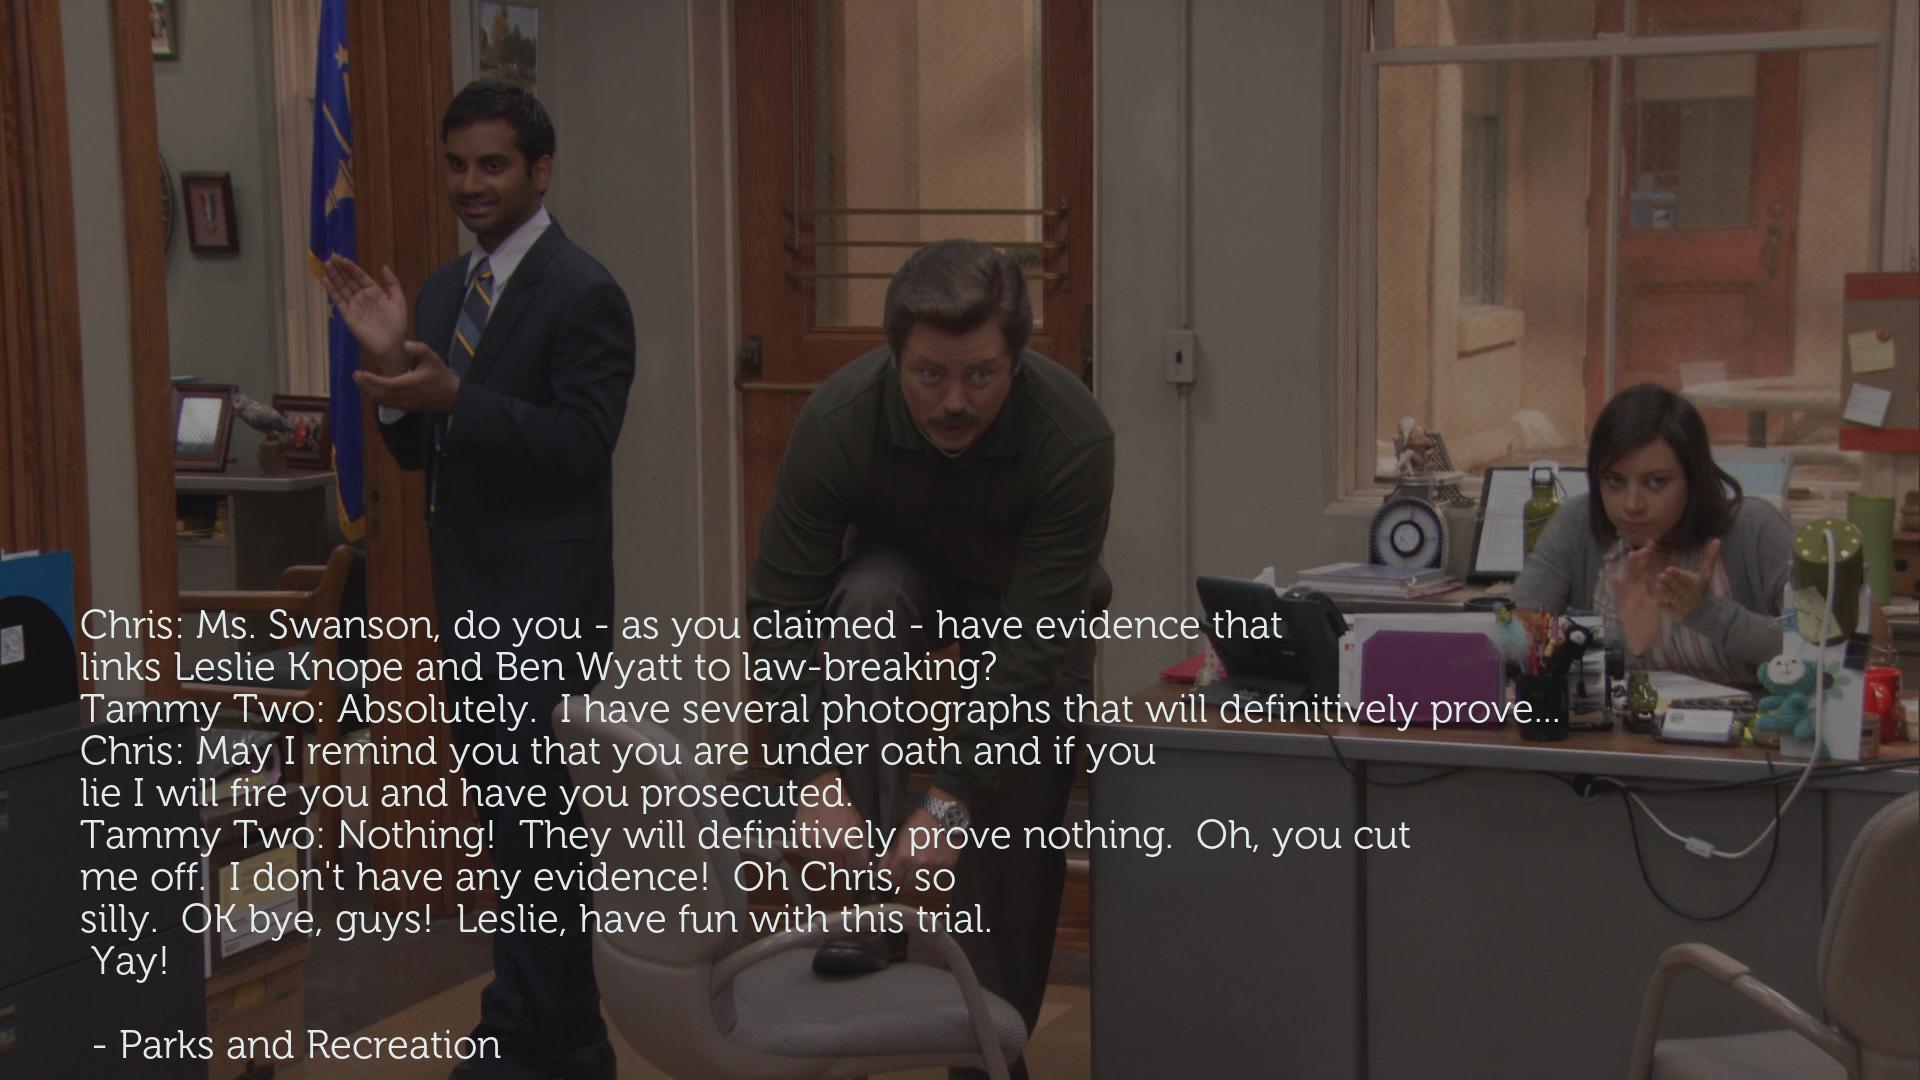 Chris: Ms. Swanson, do you - as you claimed - have evidence that
links Leslie Knope and Ben Wyatt to law-breaking?
Tammy Two: Absolutely.  I have several photographs that will definitively prove...
Chris: May I remind you that you are under oath and if you
lie I will fire you and have you prosecuted.
Tammy Two: Nothing!  They will definitively prove nothing.  Oh, you cut
me off.  I don't have any evidence!  Oh Chris, so
silly.  OK bye, guys!  Leslie, have fun with this trial.
Yay!
- Parks and Recreation